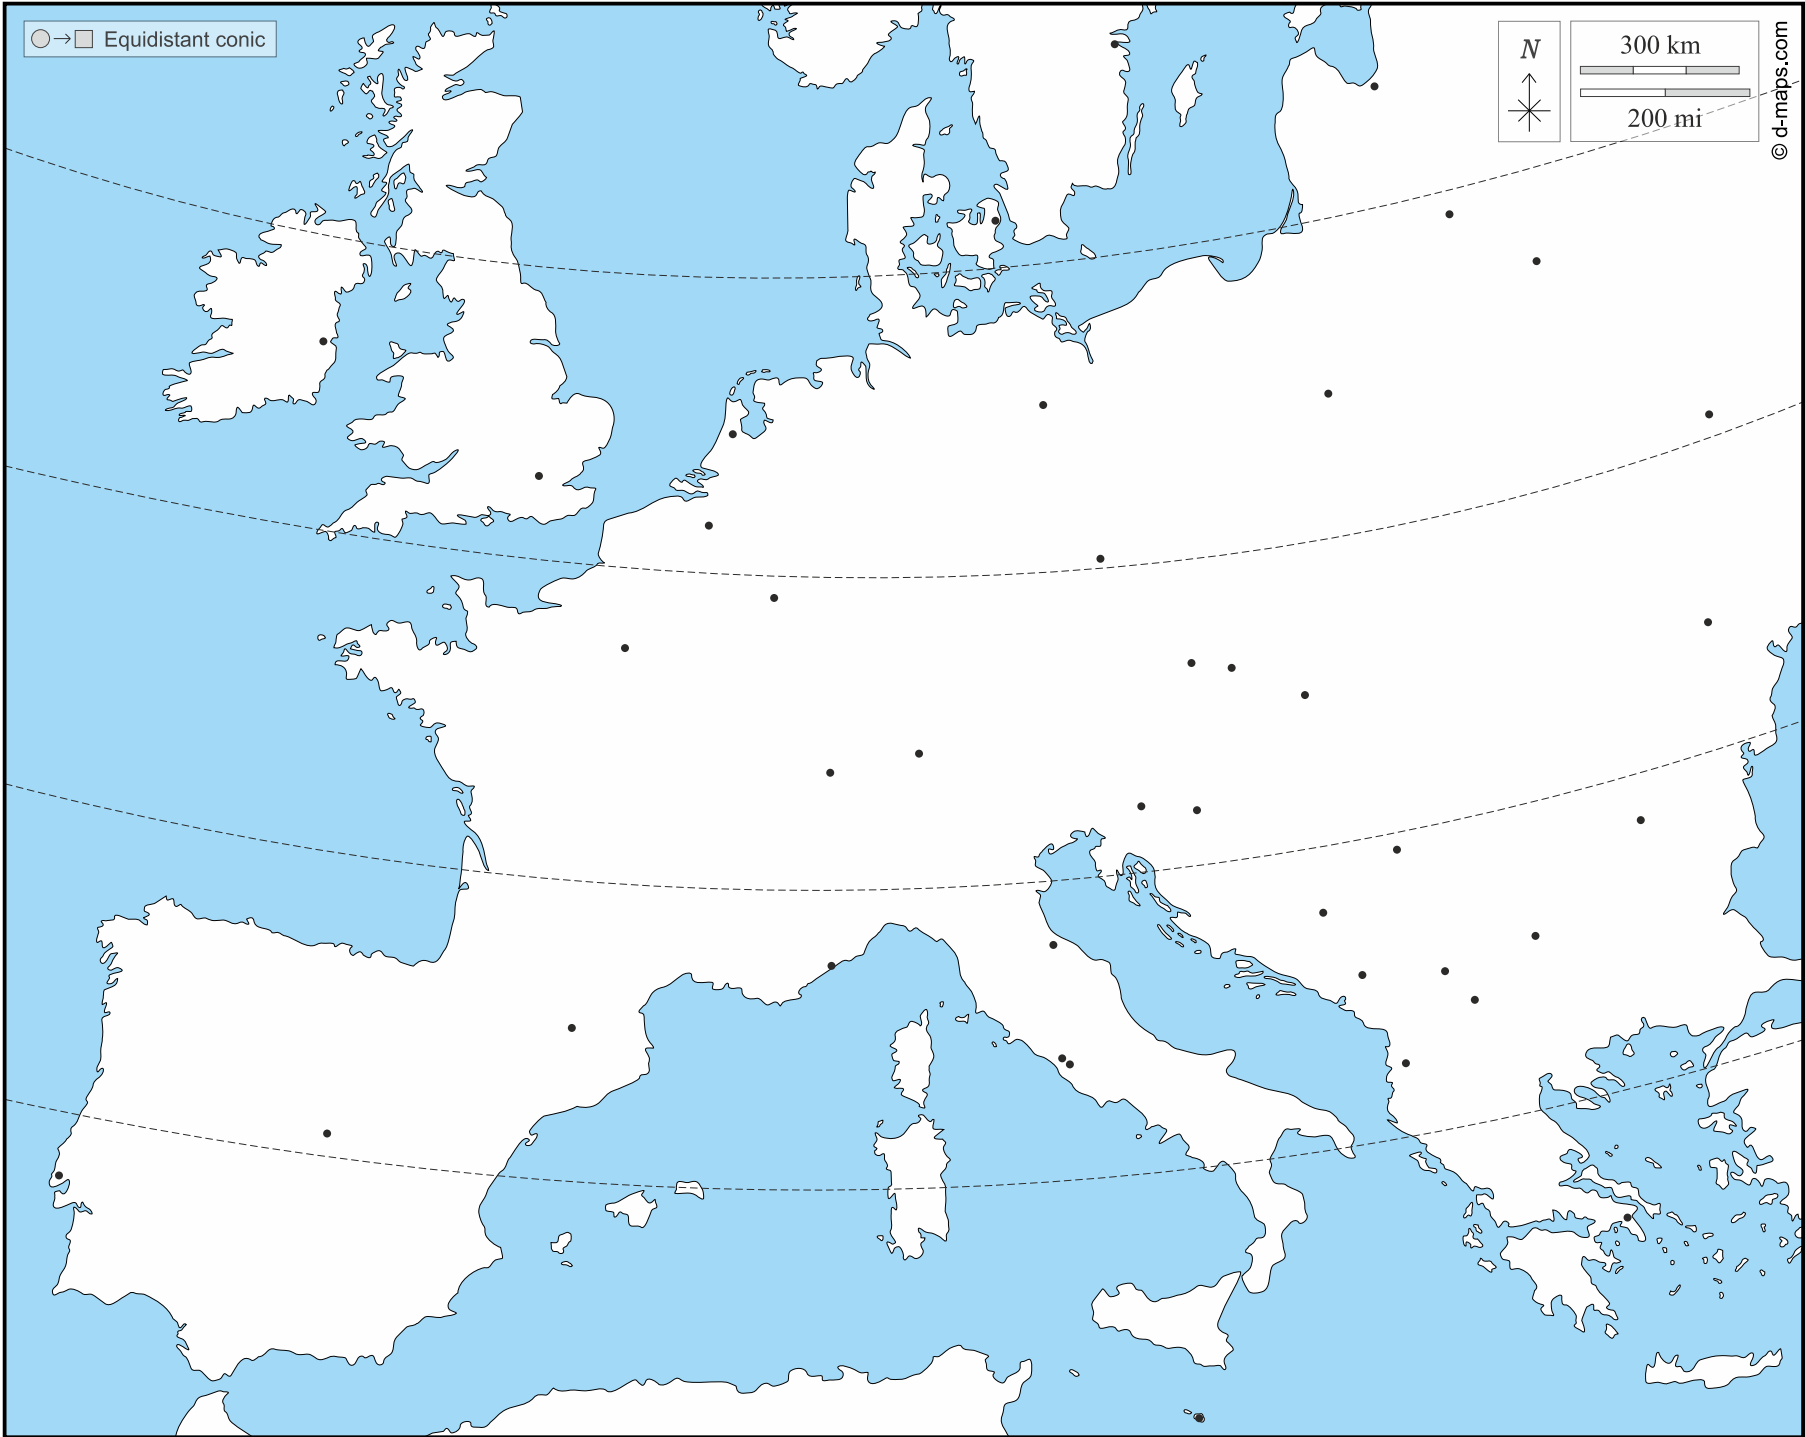 ○→□ Equidistant conic
N
300 km
200 mi
© d-maps.com